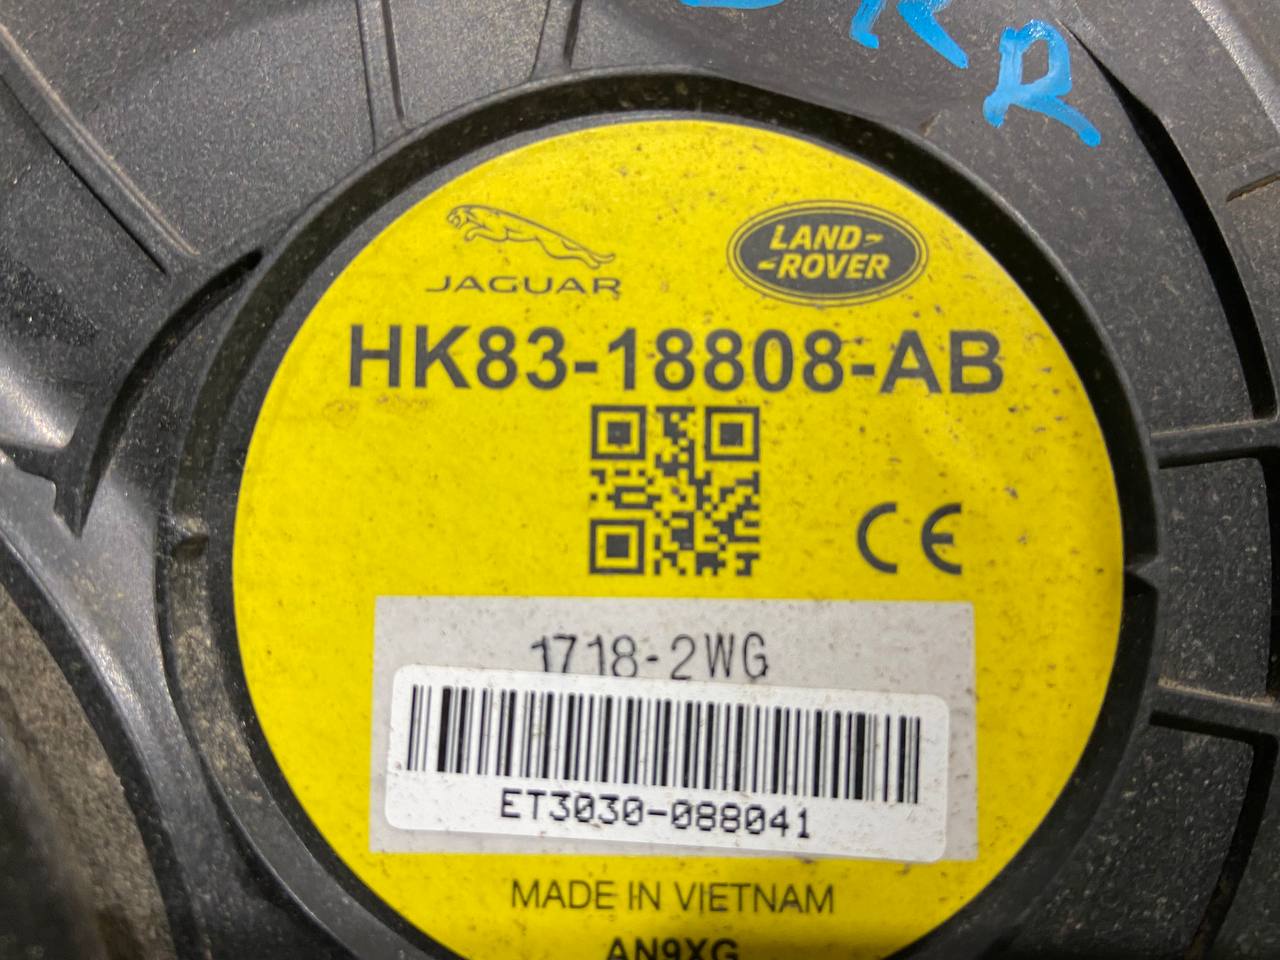 R
JAGUAR
LAND-
-ROVER
HK83-18808-AB
CE
1718-2WG
ET3030-088041
MADE IN VIETNAM
AN9XG